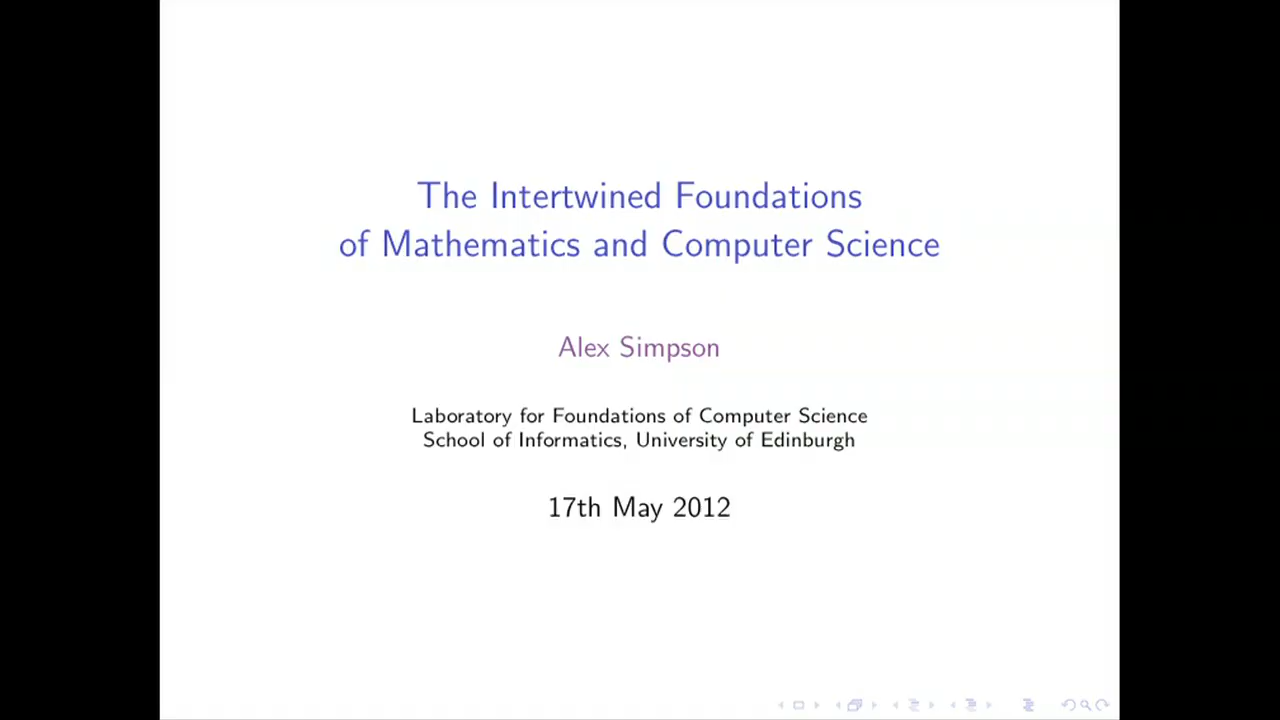 The Intertwined Foundations
of Mathematics and Computer Science
Alex Simpson
Laboratory for Foundations of Computer Science
School of Informatics, University of Edinburgh
17th May 2012